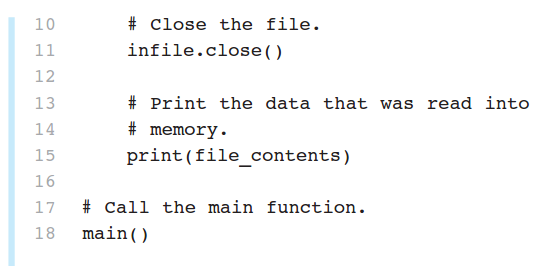 10 # Close the file.
11 infile.close()
12
13 # Print the data that was read into
14 # memory.
15 print(file_contents)
16
17 # Call the main function.
18 main()